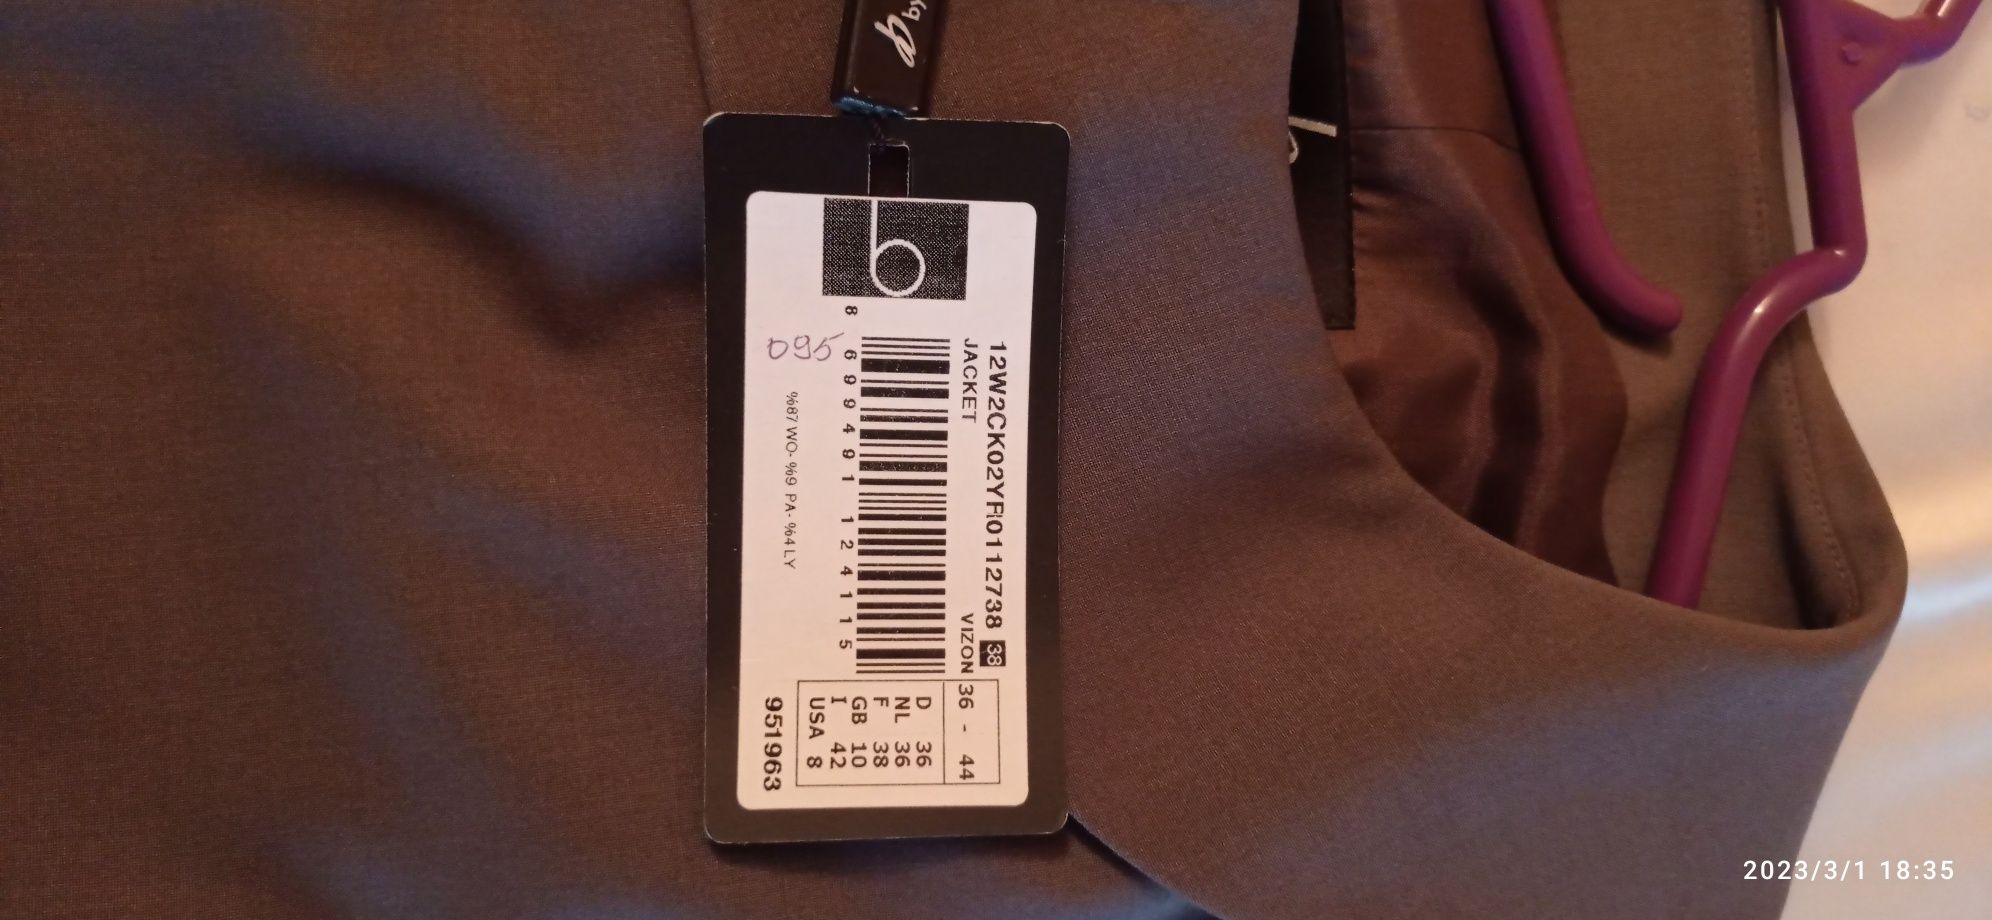 12W2CK02YR0112738 38
JACKET
VIZON
36 - 44
D 36
NL 36
F 38
GB 10
I 42
USA 8
8 699491 124115
095
%87 WO- %9 PA- %4 LY
951963
2023/3/1 18:35